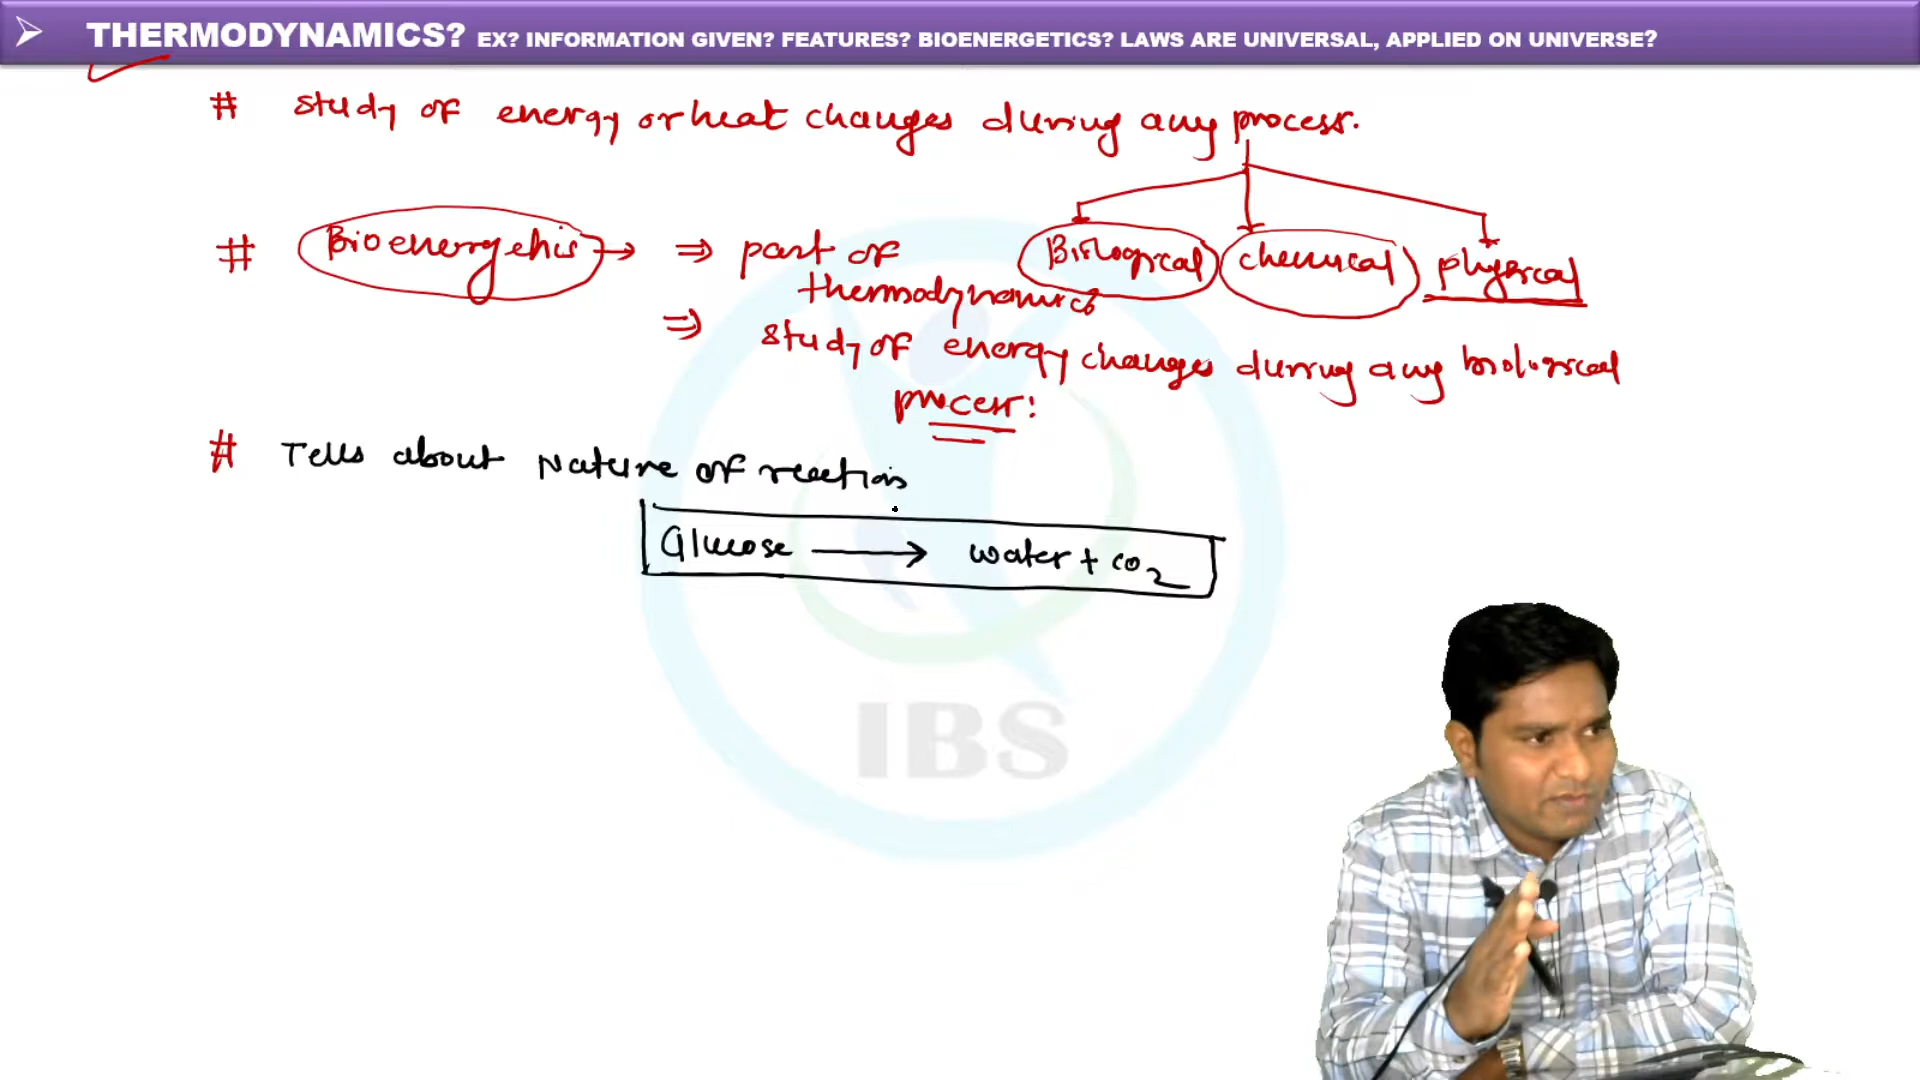 THERMODYNAMICS? EX? INFORMATION GIVEN? FEATURES? BIOENERGETICS? LAWS ARE UNIVERSAL, APPLIED ON UNIVERSE?
# study of energy or heat changes during any process.
Biological chemical physical
# Bioenergetics → ⇒ part of
thermodynamics
⇒ study of energy changes during any biological
process:
# Tells about Nature of reaction
Glucose → water + CO2
IBS